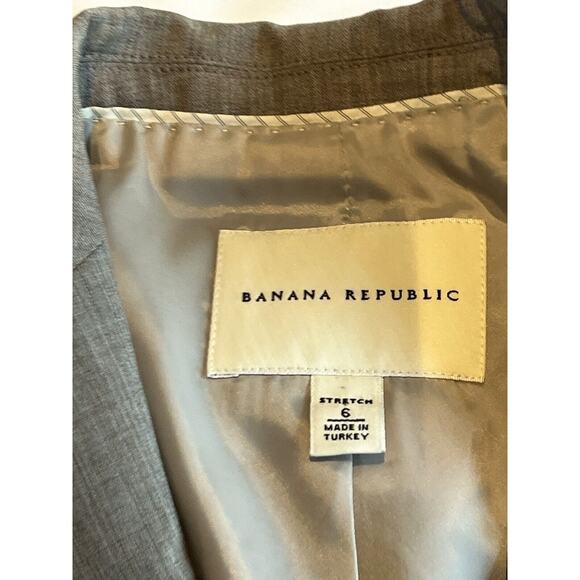 BANANA REPUBLIC
STRETCH
6
MADE IN
TURKEY